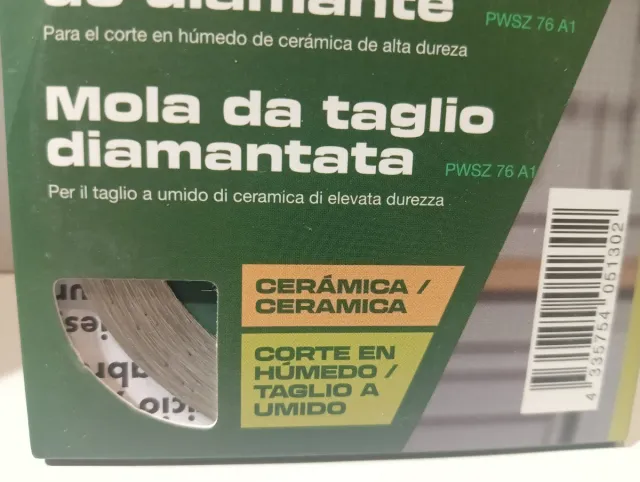 de diamante PWSZ 76 A1
Para el corte en húmedo de cerámica de alta dureza
Mola da taglio
diamantata PWSZ 76 A1
Per il taglio a umido di ceramica di elevata durezza
CERÁMICA /
CERAMICA
CORTE EN
HÚMEDO /
TAGLIO A
UMIDO
4 335754 051302